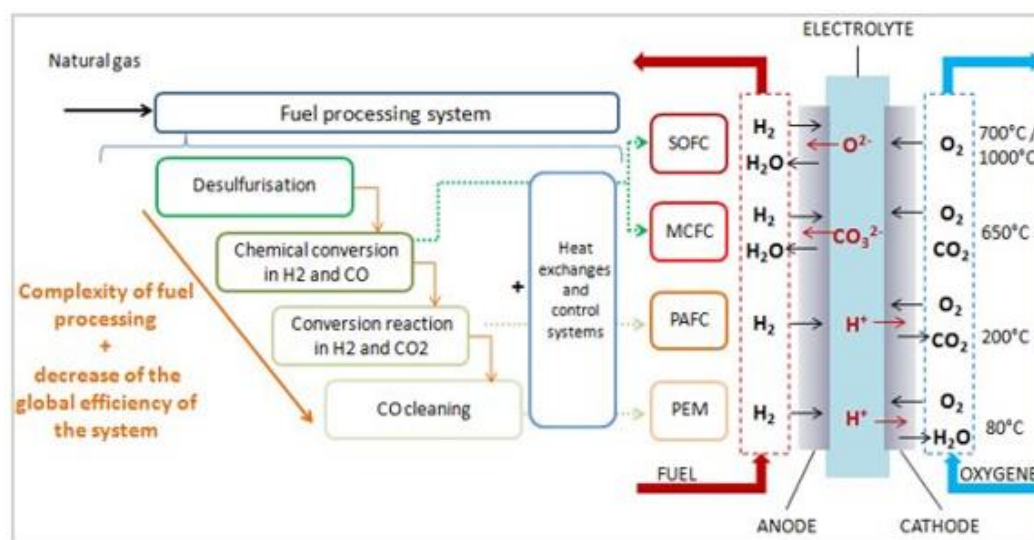 ELECTROLYTE
Natural gas
Fuel processing system
Desulfurisation
Chemical conversion
in H2 and CO
Conversion reaction
in H2 and CO2
CO cleaning
Complexity of fuel
processing
+
decrease of the
global efficiency of
the system
+
Heat
exchanges
and
control
systems
SOFC
MCFC
PAFC
PEM
H₂
H₂O
H₂
H₂O
H₂
H₂
O²⁻
CO₃²⁻
H⁺
H⁺
O₂
O₂
CO₂
O₂
CO₂
O₂
H₂O
700°C /
1000°C
650°C
200°C
80°C
FUEL
OXYGENE
ANODE
CATHODE